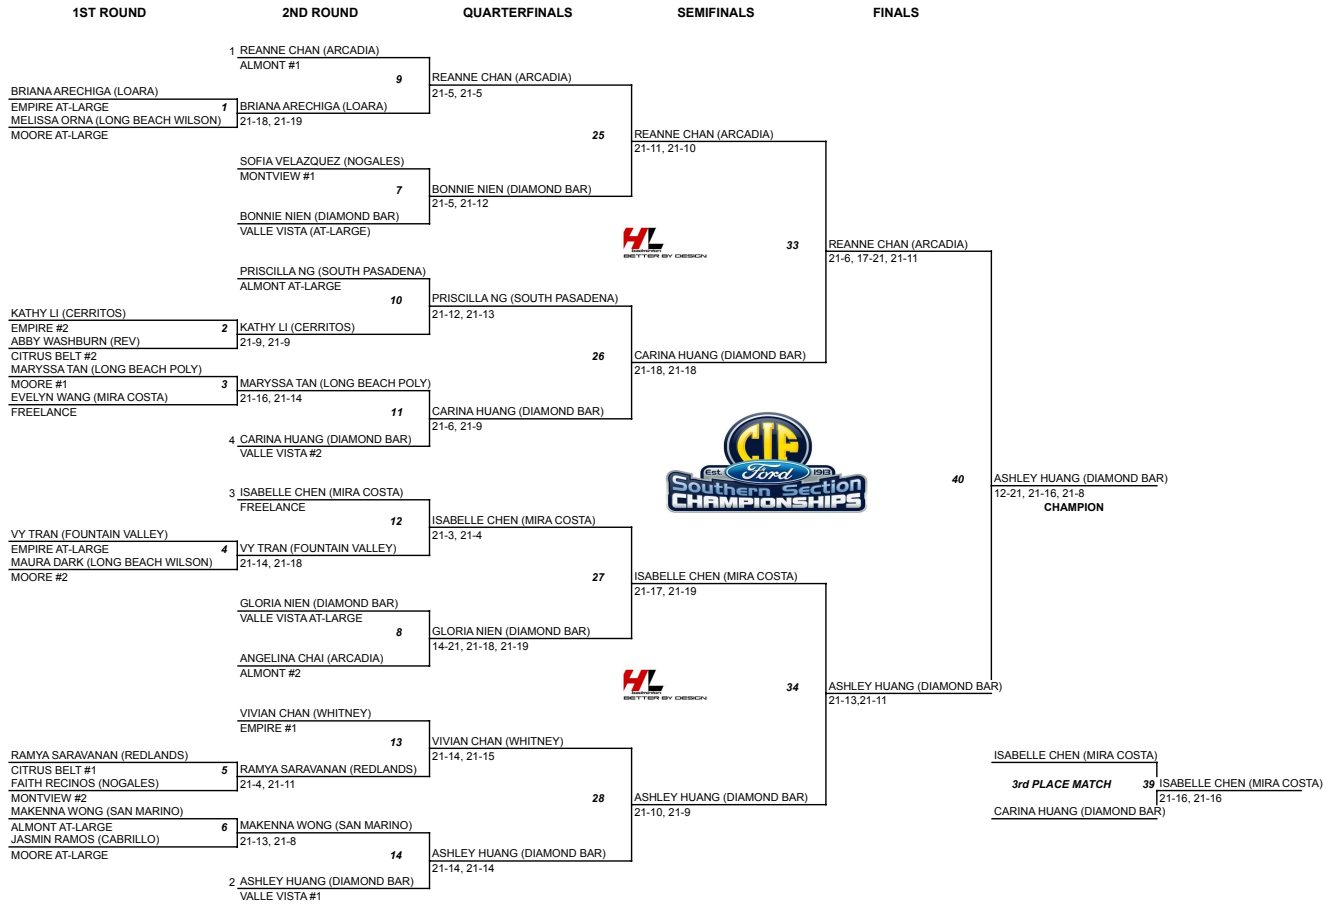 1ST ROUND
2ND ROUND
QUARTERFINALS
SEMIFINALS
FINALS
1 REANNE CHAN (ARCADIA)
ALMONT #1
9
REANNE CHAN (ARCADIA)
21-5, 21-5
BRIANA ARECHIGA (LOARA)
EMPIRE AT-LARGE
1
BRIANA ARECHIGA (LOARA)
MELISSA ORNA (LONG BEACH WILSON)
21-18, 21-19
MOORE AT-LARGE
25
REANNE CHAN (ARCADIA)
21-11, 21-10
SOFIA VELAZQUEZ (NOGALES)
MONTVIEW #1
7
BONNIE NIEN (DIAMOND BAR)
21-5, 21-12
BONNIE NIEN (DIAMOND BAR)
VALLE VISTA (AT-LARGE)
HL
badminton
BETTER BY DESIGN
33
REANNE CHAN (ARCADIA)
21-6, 17-21, 21-11
PRISCILLA NG (SOUTH PASADENA)
ALMONT AT-LARGE
10
PRISCILLA NG (SOUTH PASADENA)
21-12, 21-13
KATHY LI (CERRITOS)
EMPIRE #2
2
KATHY LI (CERRITOS)
ABBY WASHBURN (REV)
21-9, 21-9
CITRUS BELT #2
26
CARINA HUANG (DIAMOND BAR)
21-18, 21-18
MARYSSA TAN (LONG BEACH POLY)
MOORE #1
3
MARYSSA TAN (LONG BEACH POLY)
EVELYN WANG (MIRA COSTA)
21-16, 21-14
FREELANCE
11
CARINA HUANG (DIAMOND BAR)
21-6, 21-9
4 CARINA HUANG (DIAMOND BAR)
VALLE VISTA #2
CIF
Est. Ford 1913
Southern Section
CHAMPIONSHIPS
40
ASHLEY HUANG (DIAMOND BAR)
12-21, 21-16, 21-8
CHAMPION
3 ISABELLE CHEN (MIRA COSTA)
FREELANCE
12
ISABELLE CHEN (MIRA COSTA)
21-3, 21-4
VY TRAN (FOUNTAIN VALLEY)
EMPIRE AT-LARGE
4
VY TRAN (FOUNTAIN VALLEY)
MAURA DARK (LONG BEACH WILSON)
21-14, 21-18
MOORE #2
27
ISABELLE CHEN (MIRA COSTA)
21-17, 21-19
GLORIA NIEN (DIAMOND BAR)
VALLE VISTA AT-LARGE
8
GLORIA NIEN (DIAMOND BAR)
14-21, 21-18, 21-19
ANGELINA CHAI (ARCADIA)
ALMONT #2
HL
badminton
BETTER BY DESIGN
34
ASHLEY HUANG (DIAMOND BAR)
21-13,21-11
VIVIAN CHAN (WHITNEY)
EMPIRE #1
13
VIVIAN CHAN (WHITNEY)
21-14, 21-15
RAMYA SARAVANAN (REDLANDS)
CITRUS BELT #1
5
RAMYA SARAVANAN (REDLANDS)
FAITH RECINOS (NOGALES)
21-4, 21-11
MONTVIEW #2
28
ASHLEY HUANG (DIAMOND BAR)
21-10, 21-9
MAKENNA WONG (SAN MARINO)
ALMONT AT-LARGE
6
MAKENNA WONG (SAN MARINO)
JASMIN RAMOS (CABRILLO)
21-13, 21-8
MOORE AT-LARGE
14
ASHLEY HUANG (DIAMOND BAR)
21-14, 21-14
2 ASHLEY HUANG (DIAMOND BAR)
VALLE VISTA #1
ISABELLE CHEN (MIRA COSTA)
3rd PLACE MATCH
39 ISABELLE CHEN (MIRA COSTA)
21-16, 21-16
CARINA HUANG (DIAMOND BAR)